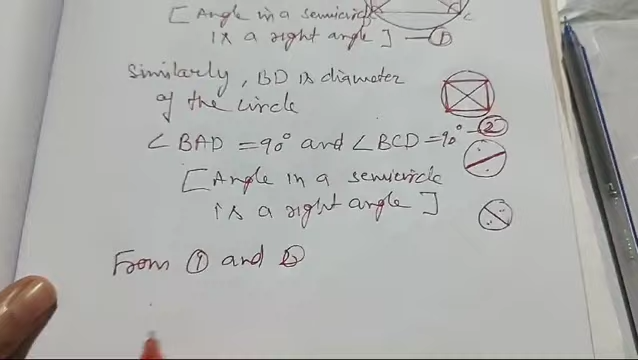 [Angle in a semicircle
is a right angle] — ①
C
Similarly, BD is diameter
of the circle
∠BAD = 90° and ∠BCD = 90° — ②
[Angle in a semicircle
is a right angle]
From ① and ②